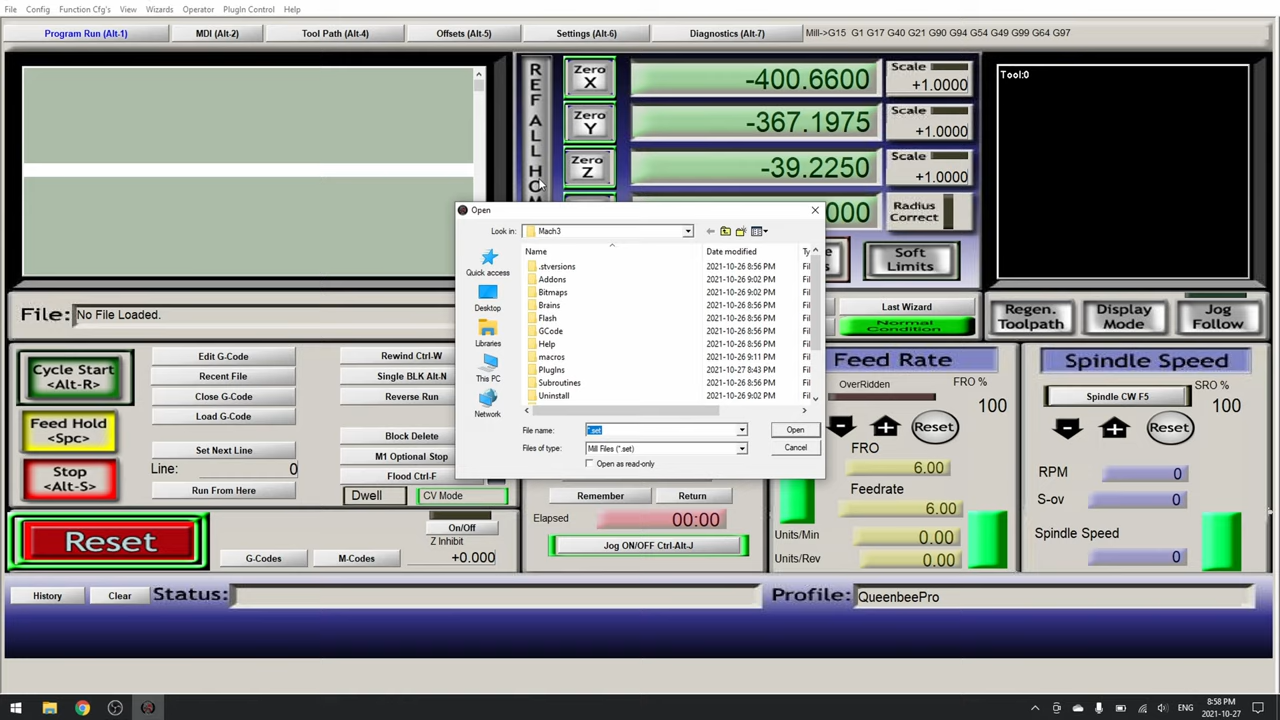 File Config Function Cfg's View Wizards Operator PlugIn Control Help
Program Run (Alt-1) MDI (Alt-2) Tool Path (Alt-4) Offsets (Alt-5) Settings (Alt-6) Diagnostics (Alt-7) Mill->G15 G1 G17 G40 G21 G90 G94 G54 G49 G99 G64 G97
REF ALL HOM
Zero X -400.6600 Scale +1.0000
Zero Y -367.1975 Scale +1.0000
Zero Z -39.2250 Scale +1.0000
000 Radius Correct
Soft Limits
Tool:0
Open
Look in: Mach3
Quick access
Desktop
Libraries
This PC
Network
Name Date modified Ty
.stversions 2021-10-26 8:56 PM Fil
Addons 2021-10-26 9:02 PM Fil
Bitmaps 2021-10-26 9:02 PM Fil
Brains 2021-10-26 8:56 PM Fil
Flash 2021-10-26 8:56 PM Fil
GCode 2021-10-26 8:56 PM Fil
Help 2021-10-26 8:56 PM Fil
macros 2021-10-26 9:11 PM Fil
PlugIns 2021-10-27 8:43 PM Fil
Subroutines 2021-10-26 8:56 PM Fil
Uninstall 2021-10-26 9:02 PM Fil
File name: *.set Open
Files of type: Mill Files (*.set) Cancel
Open as read-only
File: No File Loaded.
Last Wizard
Normal Condition
Regen. Toolpath
Display Mode
Jog Follow
Cycle Start <Alt-R>
Feed Hold <Spc>
Stop <Alt-S>
Edit G-Code
Recent File
Close G-Code
Load G-Code
Set Next Line
Line: 0
Run From Here
Rewind Ctrl-W
Single BLK Alt-N
Reverse Run
Block Delete
M1 Optional Stop
Flood Ctrl-F
Dwell CV Mode
Reset
G-Codes M-Codes
On/Off
Z Inhibit
+0.000
Remember Return
Elapsed 00:00
Jog ON/OFF Ctrl-Alt-J
Feed Rate
OverRidden FRO %
100
Reset
FRO 6.00
Feedrate
6.00
Units/Min 0.00
Units/Rev 0.00
Spindle Speed
Spindle CW F5 SRO %
100
Reset
RPM 0
S-ov 0
Spindle Speed
0
History Clear Status: Profile: QueenbeePro
ENG 8:58 PM
2021-10-27